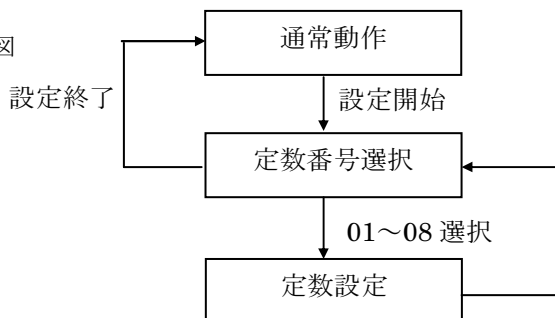 図
通常動作
設定終了
設定開始
定数番号選択
01～08 選択
定数設定